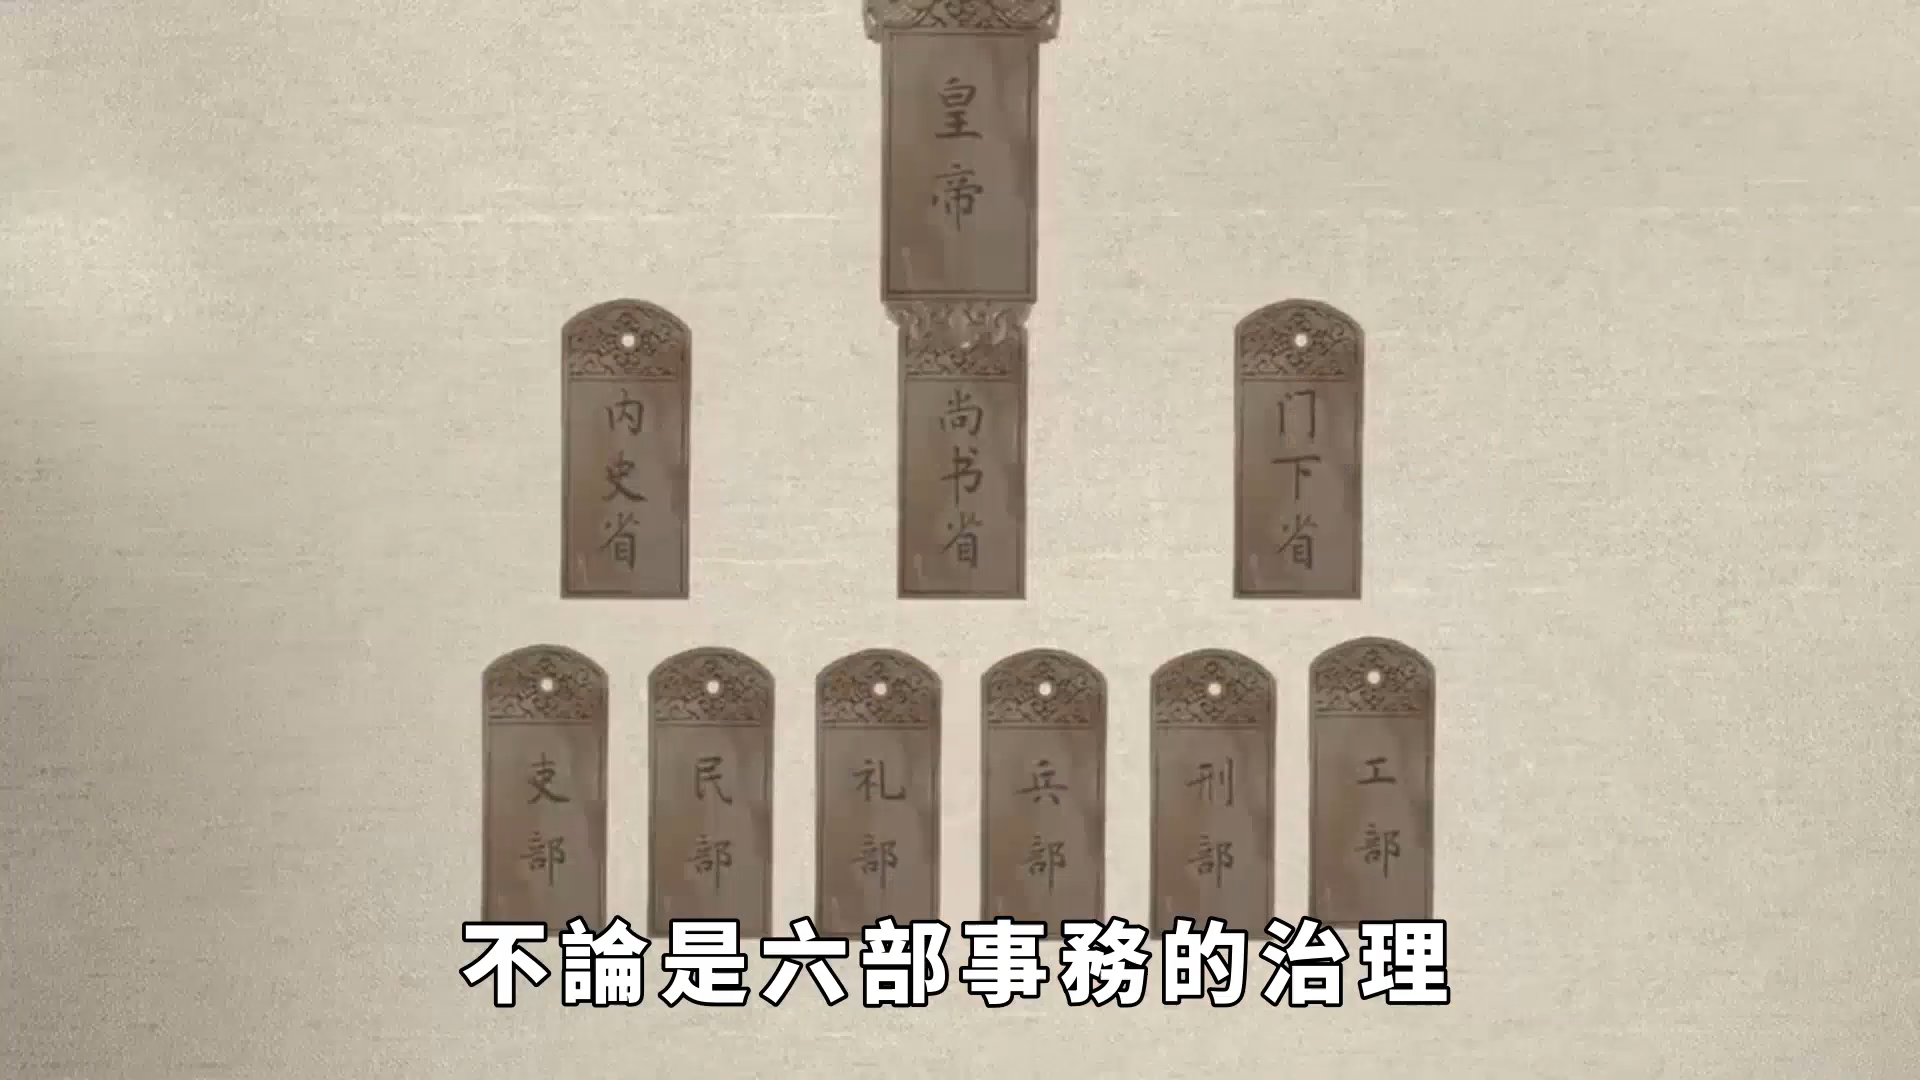 皇帝
内史省
尚书省
门下省
支部
民部
礼部
兵部
刑部
工部
不論是六部事務的治理